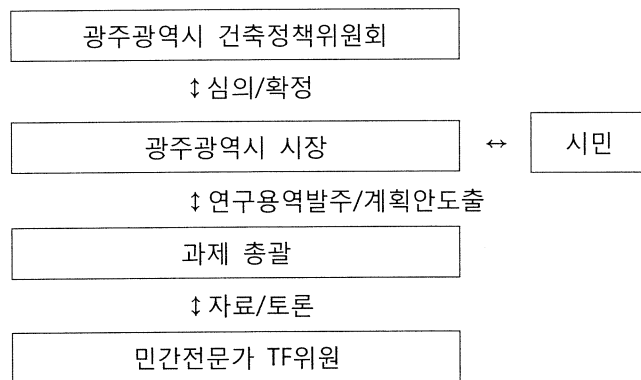 광주광역시 건축정책위원회
↕심의/확정
광주광역시 시장 ↔ 시민
↕연구용역발주/계획안도출
과제 총괄
↕자료/토론
민간전문가 TF위원